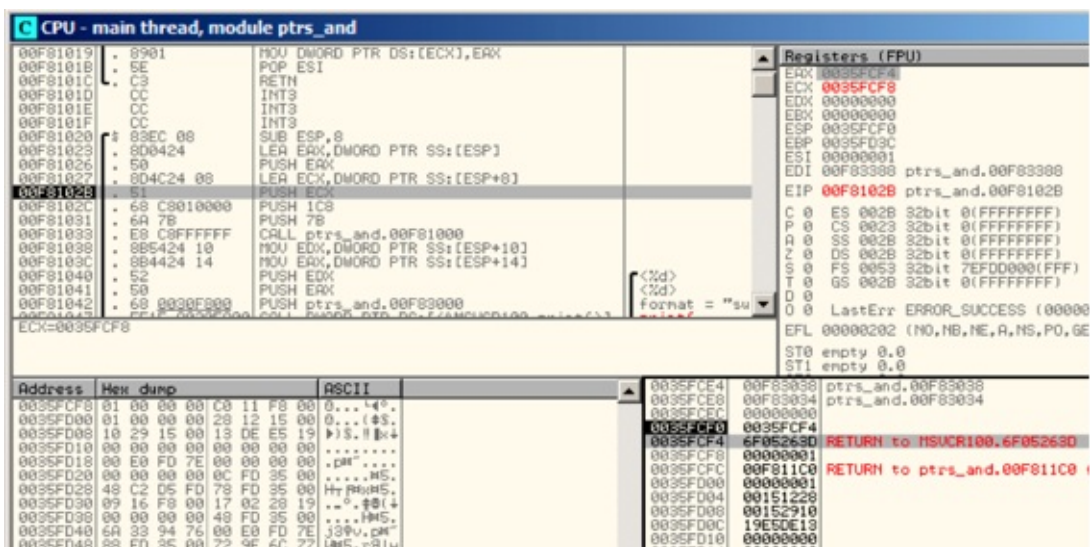 CPU - main thread, module ptrs_and
00F81019 . 8901 MOV DWORD PTR DS:[ECX],EAX
00F8101B . 5E POP ESI
00F8101C . C3 RETN
00F8101D CC INT3
00F8101E CC INT3
00F8101F CC INT3
00F81020 $ 83EC 08 SUB ESP,8
00F81023 . 8D0424 LEA EAX,DWORD PTR SS:[ESP]
00F81026 . 50 PUSH EAX
00F81027 . 8D4C24 08 LEA ECX,DWORD PTR SS:[ESP+8]
00F8102B . 51 PUSH ECX
00F8102C . 68 C8010000 PUSH 1C8
00F81031 . 6A 7B PUSH 7B
00F81033 . E8 C8FFFFFF CALL ptrs_and.00F81000
00F81038 . 8B5424 10 MOV EDX,DWORD PTR SS:[ESP+10]
00F8103C . 8B4424 14 MOV EAX,DWORD PTR SS:[ESP+14]
00F81040 . 52 PUSH EDX <%d>
00F81041 . 50 PUSH EAX <%d>
00F81042 . 68 0030F800 PUSH ptrs_and.00F83000 format = "su
ECX=0035FCF8
Registers (FPU)
EAX 0035FCF4
ECX 0035FCF8
EDX 00000000
EBX 00000000
ESP 0035FCF0
EBP 0035FD3C
ESI 00000001
EDI 00F83388 ptrs_and.00F83388
EIP 00F8102B ptrs_and.00F8102B
C 0 ES 002B 32bit 0(FFFFFFFF)
P 0 CS 0023 32bit 0(FFFFFFFF)
A 0 SS 002B 32bit 0(FFFFFFFF)
Z 0 DS 002B 32bit 0(FFFFFFFF)
S 0 FS 0053 32bit 7EFDD000(FFF)
T 0 GS 002B 32bit 0(FFFFFFFF)
D 0
O 0 LastErr ERROR_SUCCESS (00000
EFL 00000202 (NO,NB,NE,A,NS,PO,GE
ST0 empty 0.0
ST1 empty 0.0
Address Hex dump ASCII
0035FCF8 01 00 00 00 C0 11 F8 00
0035FD00 01 00 00 00 28 12 15 00
0035FD08 10 29 15 00 13 DE E5 19
0035FD10 00 00 00 00 00 00 00 00 ........
0035FD18 00 E0 FD 7E 00 00 00 00
0035FD20 00 00 00 00 0C FD 35 00
0035FD28 48 C2 D5 FD 78 FD 35 00
0035FD30 09 16 F8 00 17 02 28 19
0035FD38 00 00 00 00 48 FD 35 00
0035FD40 6A 33 94 76 00 E0 FD 7E
0035FCE4 00F83038 ptrs_and.00F83038
0035FCE8 00F83034 ptrs_and.00F83034
0035FCEC 00000000
0035FCF0 0035FCF4
0035FCF4 6F05263D RETURN to MSVCR100.6F05263D
0035FCF8 00000001
0035FCFC 00F811C0 RETURN to ptrs_and.00F811C0
0035FD00 00000001
0035FD04 00151228
0035FD08 00152910
0035FD0C 19E5DE13
0035FD10 00000000